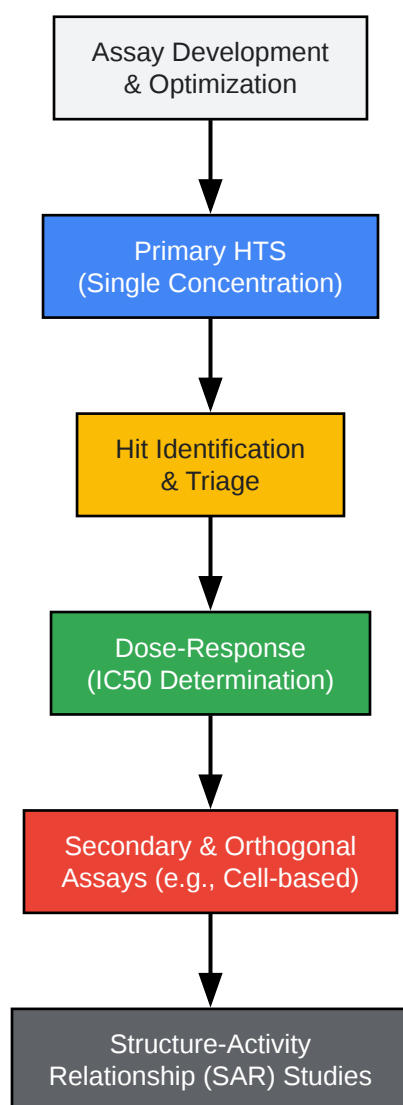 Assay Development
& Optimization
Primary HTS
(Single Concentration)
Hit Identification
& Triage
Dose-Response
(IC50 Determination)
Secondary & Orthogonal
Assays (e.g., Cell-based)
Structure-Activity
Relationship (SAR) Studies